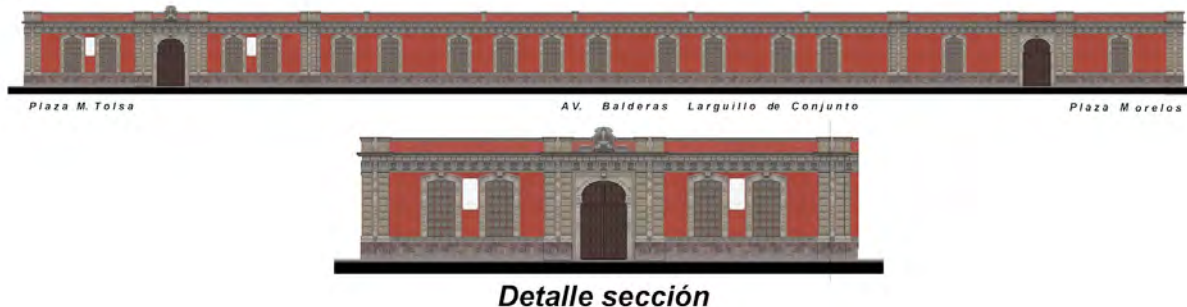 Plaza M. Tolsa AV. Balderas Larguillo de Conjunto Plaza Morelos
Detalle sección